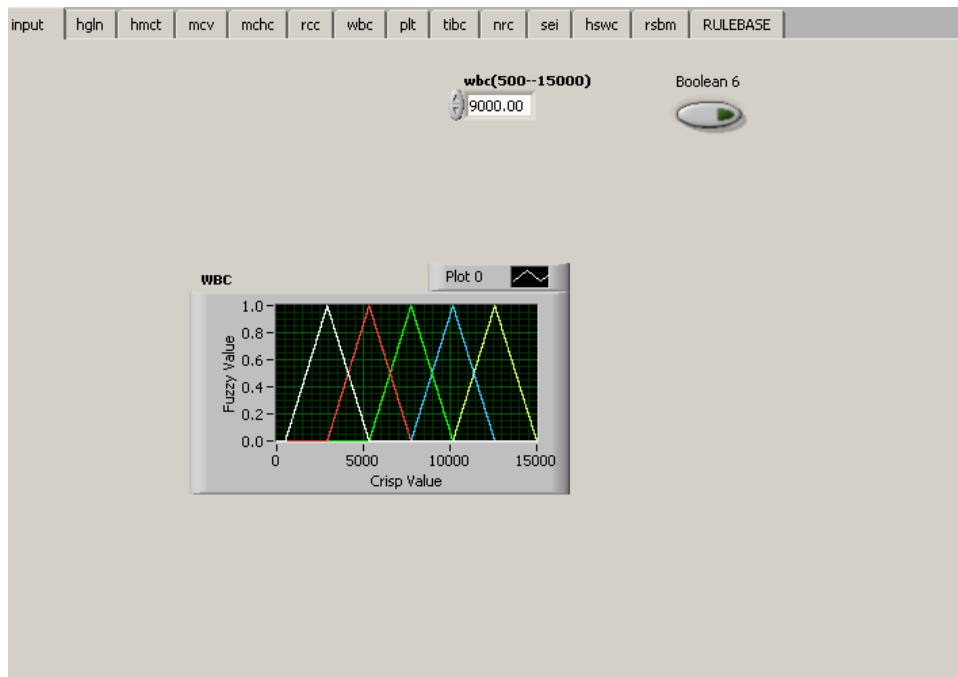 input hgln hmct mcv mchc rcc wbc plt tibc nrc sei hswc rsbm RULEBASE
wbc(500--15000)
Boolean 6
9000.00
WBC
Plot 0
Fuzzy Value
1.0
0.8
0.6
0.4
0.2
0.0
0 5000 10000 15000
Crisp Value